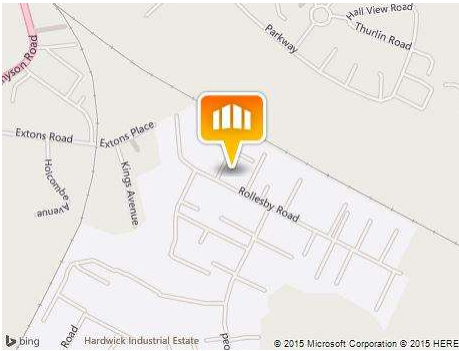 Hall View Road
Thurlin Road
Parkway
nyson Road
Extons Road
Extons Place
Kings Avenue
Holcombe Avenue
Rollesby Road
Road
Hardwick Industrial Estate
oad
bing
© 2015 Microsoft Corporation © 2015 HERE